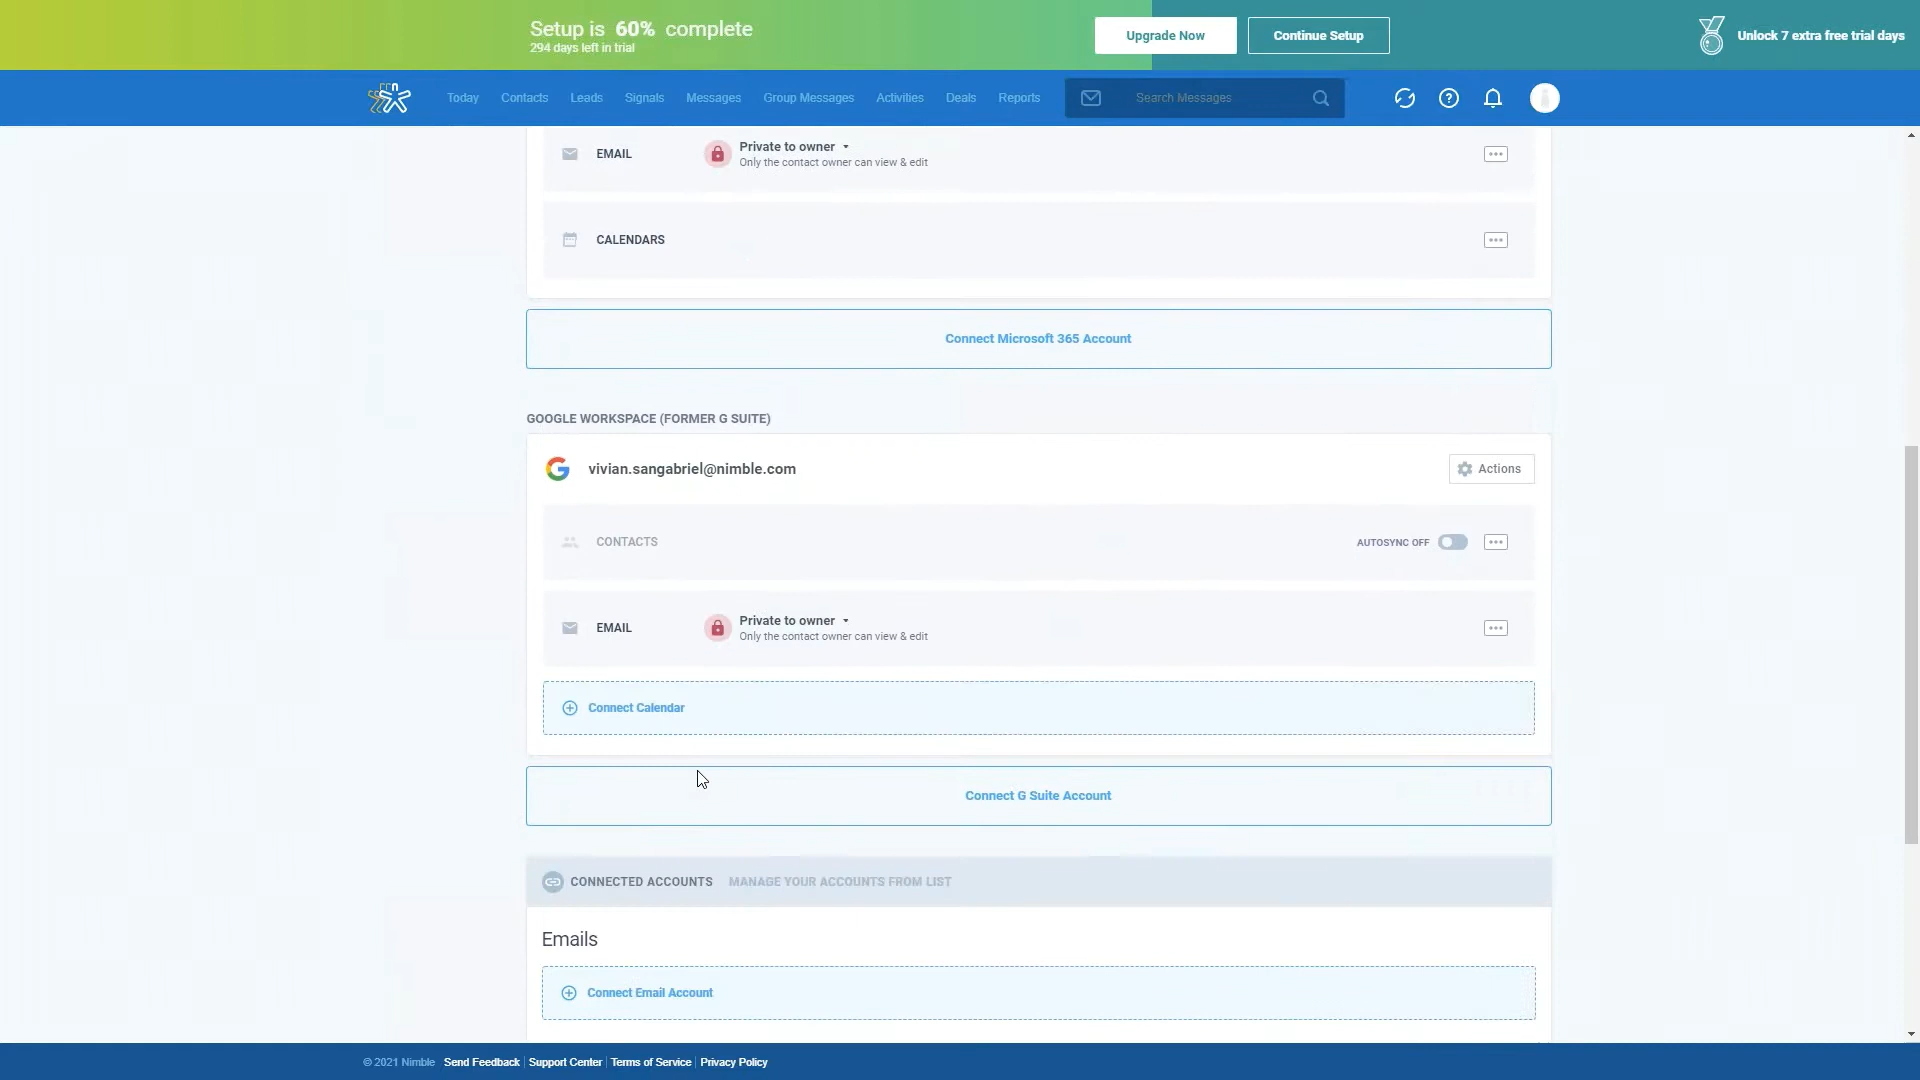 Setup is 60% complete
294 days left in trial
Upgrade Now
Continue Setup
Unlock 7 extra free trial days
Today
Contacts
Leads
Signals
Messages
Group Messages
Activities
Deals
Reports
Search Messages
EMAIL
Private to owner
Only the contact owner can view & edit
CALENDARS
Connect Microsoft 365 Account
GOOGLE WORKSPACE (FORMER G SUITE)
vivian.sangabriel@nimble.com
Actions
CONTACTS
AUTOSYNC OFF
EMAIL
Private to owner
Only the contact owner can view & edit
Connect Calendar
Connect G Suite Account
CONNECTED ACCOUNTS MANAGE YOUR ACCOUNTS FROM LIST
Emails
Connect Email Account
© 2021 Nimble Send Feedback | Support Center | Terms of Service | Privacy Policy